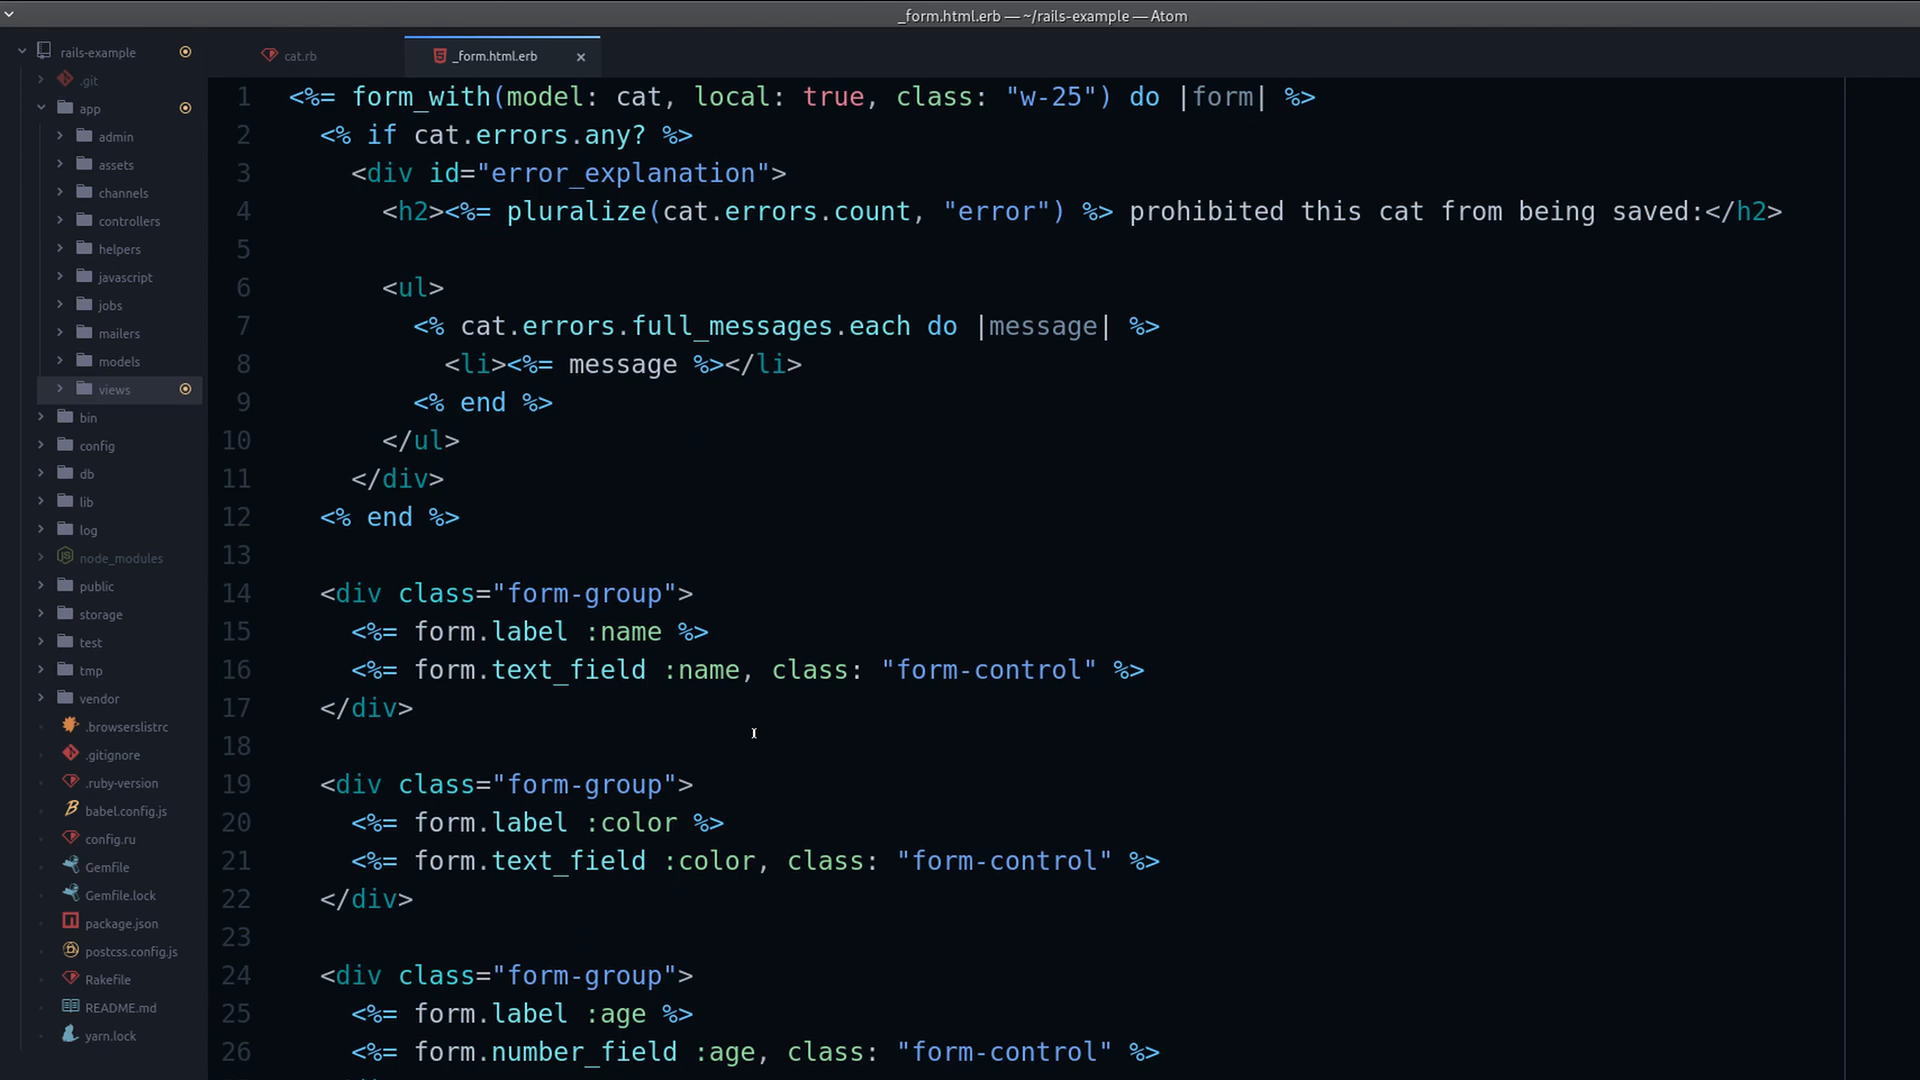 _form.html.erb — ~/rails-example — Atom
rails-example
.git
app
admin
assets
channels
controllers
helpers
javascript
jobs
mailers
models
views
bin
config
db
lib
log
node_modules
public
storage
test
tmp
vendor
.browserslistrc
.gitignore
.ruby-version
babel.config.js
config.ru
Gemfile
Gemfile.lock
package.json
postcss.config.js
Rakefile
README.md
yarn.lock
cat.rb
_form.html.erb
1 <%= form_with(model: cat, local: true, class: "w-25") do |form| %>
2   <% if cat.errors.any? %>
3     <div id="error_explanation">
4       <h2><%= pluralize(cat.errors.count, "error") %> prohibited this cat from being saved:</h2>
5
6       <ul>
7         <% cat.errors.full_messages.each do |message| %>
8           <li><%= message %></li>
9         <% end %>
10       </ul>
11     </div>
12   <% end %>
13
14   <div class="form-group">
15     <%= form.label :name %>
16     <%= form.text_field :name, class: "form-control" %>
17   </div>
18
19   <div class="form-group">
20     <%= form.label :color %>
21     <%= form.text_field :color, class: "form-control" %>
22   </div>
23
24   <div class="form-group">
25     <%= form.label :age %>
26     <%= form.number_field :age, class: "form-control" %>